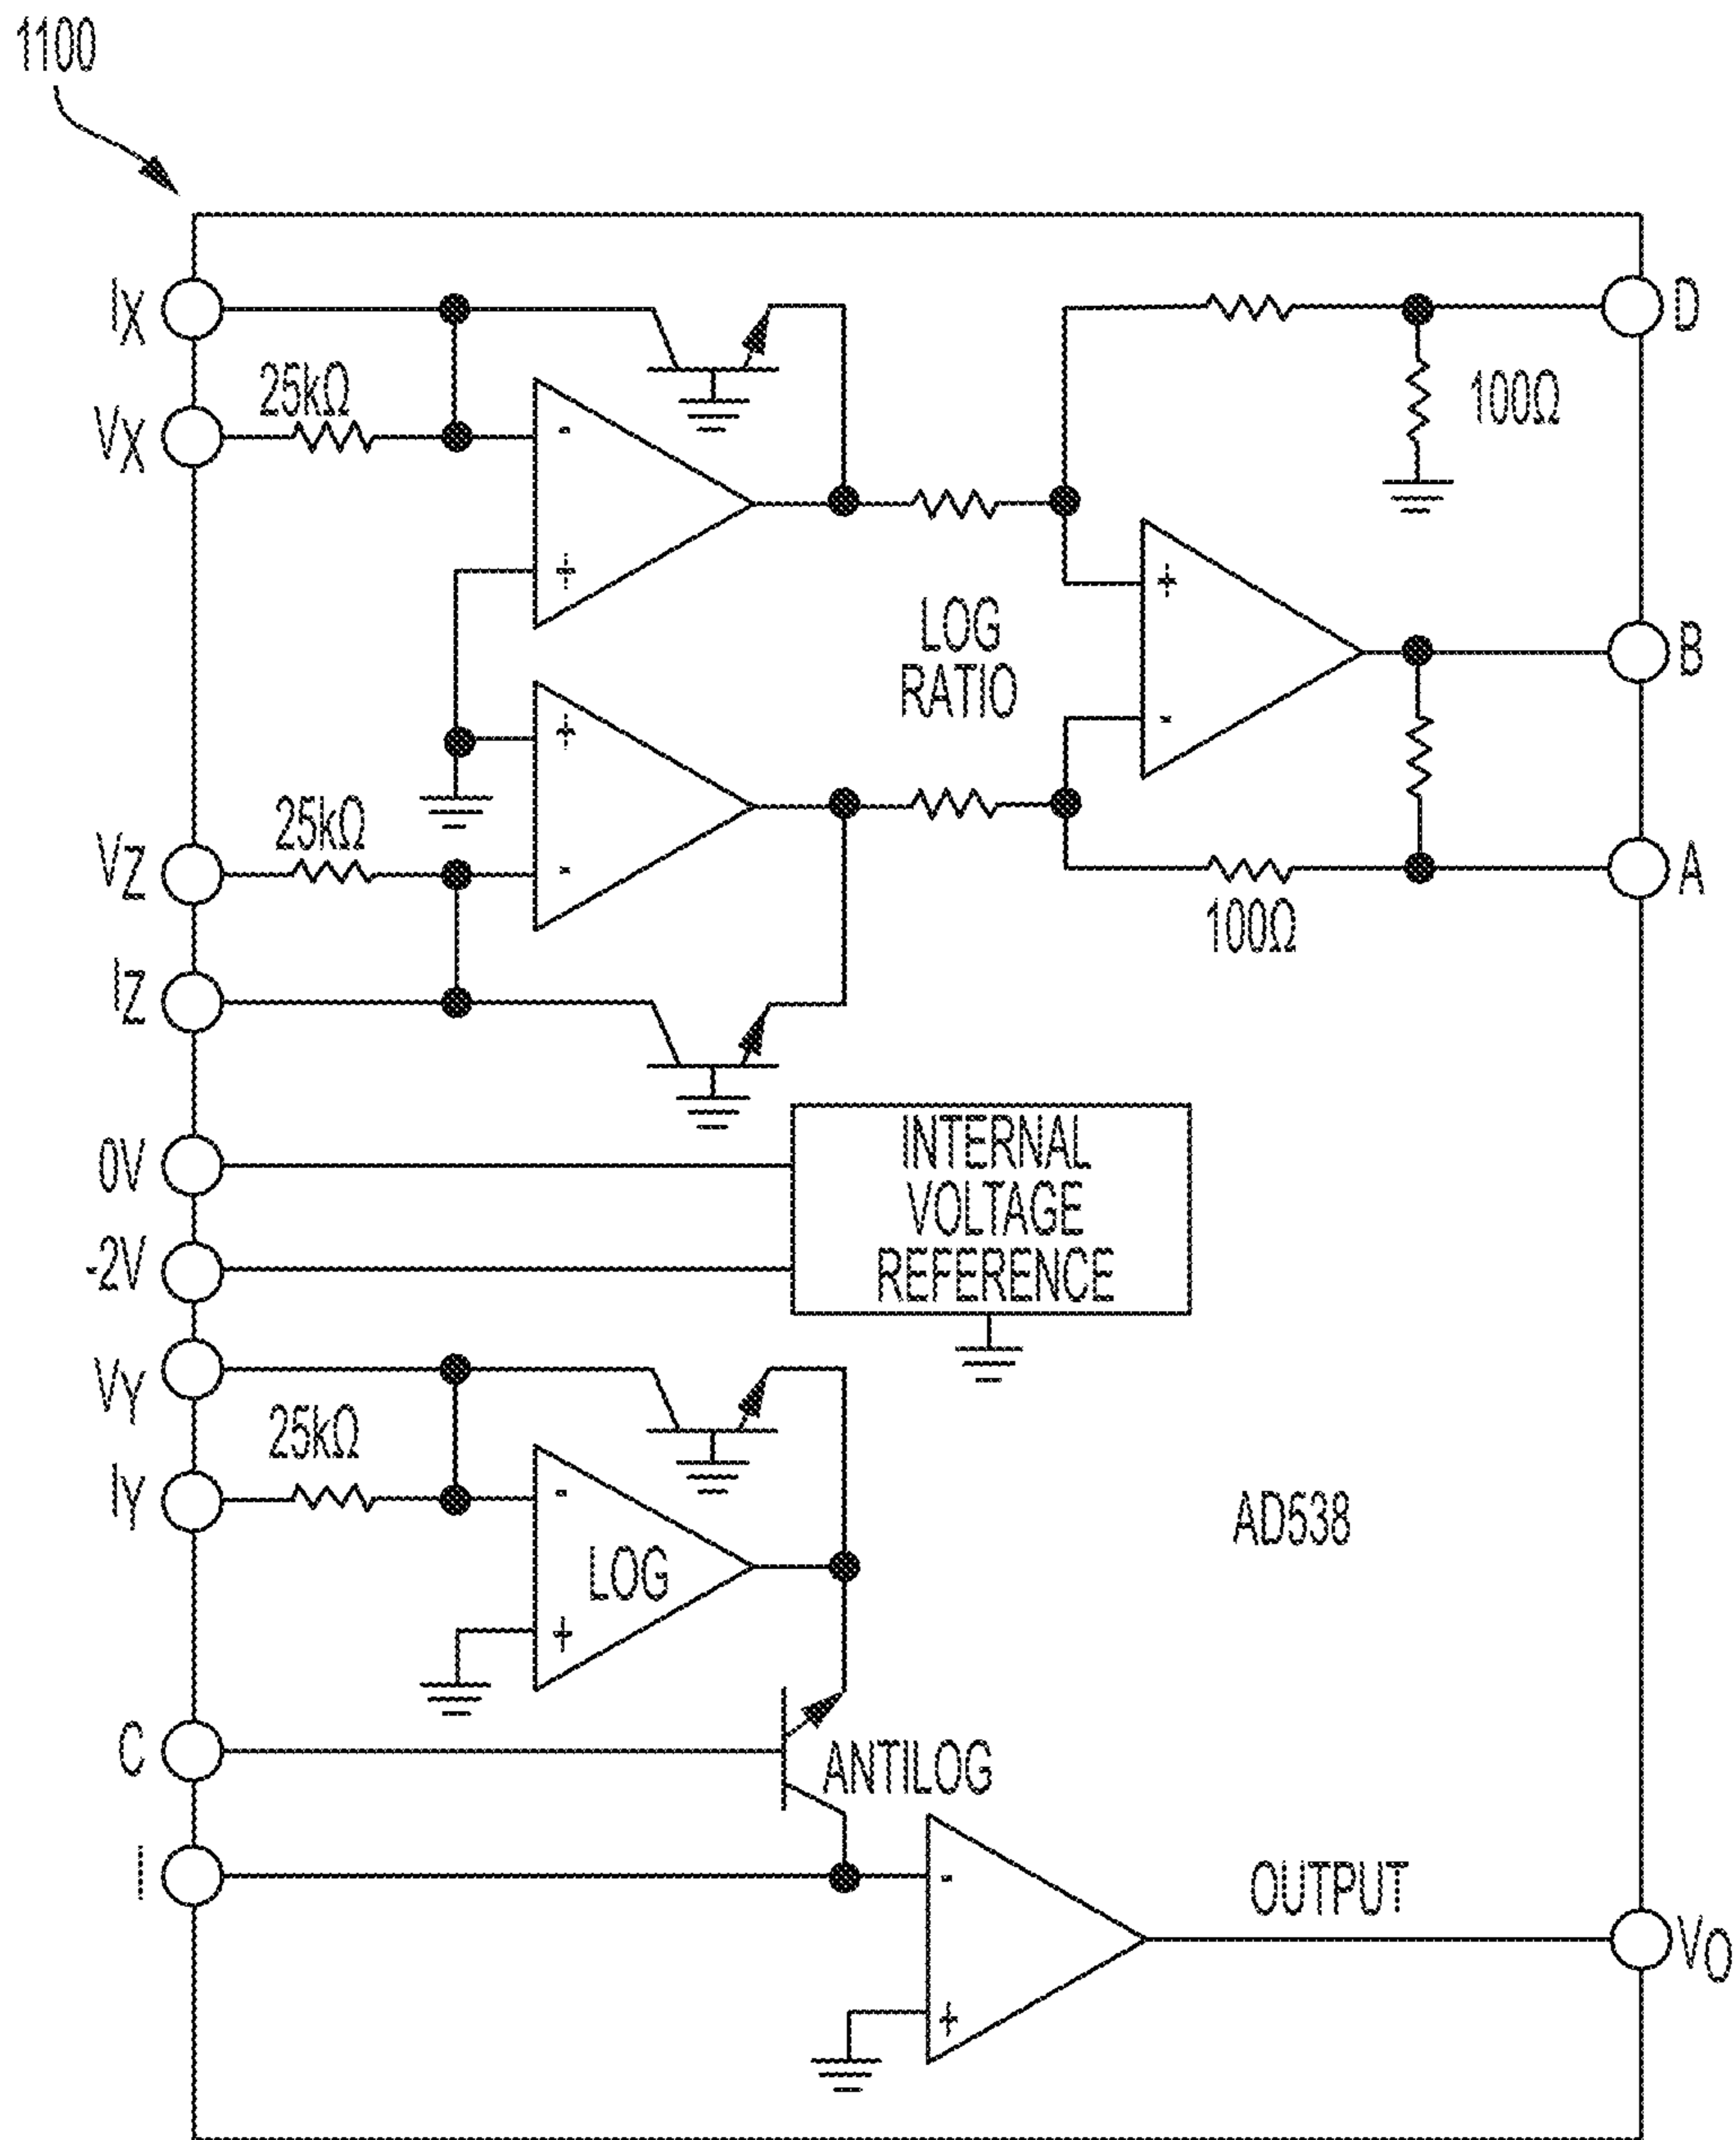 1100
IX
D
25kΩ
VX
100Ω
-
+
LOG
RATIO
+
-
B
+
-
25kΩ
VZ
A
100Ω
IZ
0V
-2V
INTERNAL
VOLTAGE
REFERENCE
VY
25kΩ
IY
-
LOG
+
AD538
C
ANTILOG
I
-
+
OUTPUT
VO